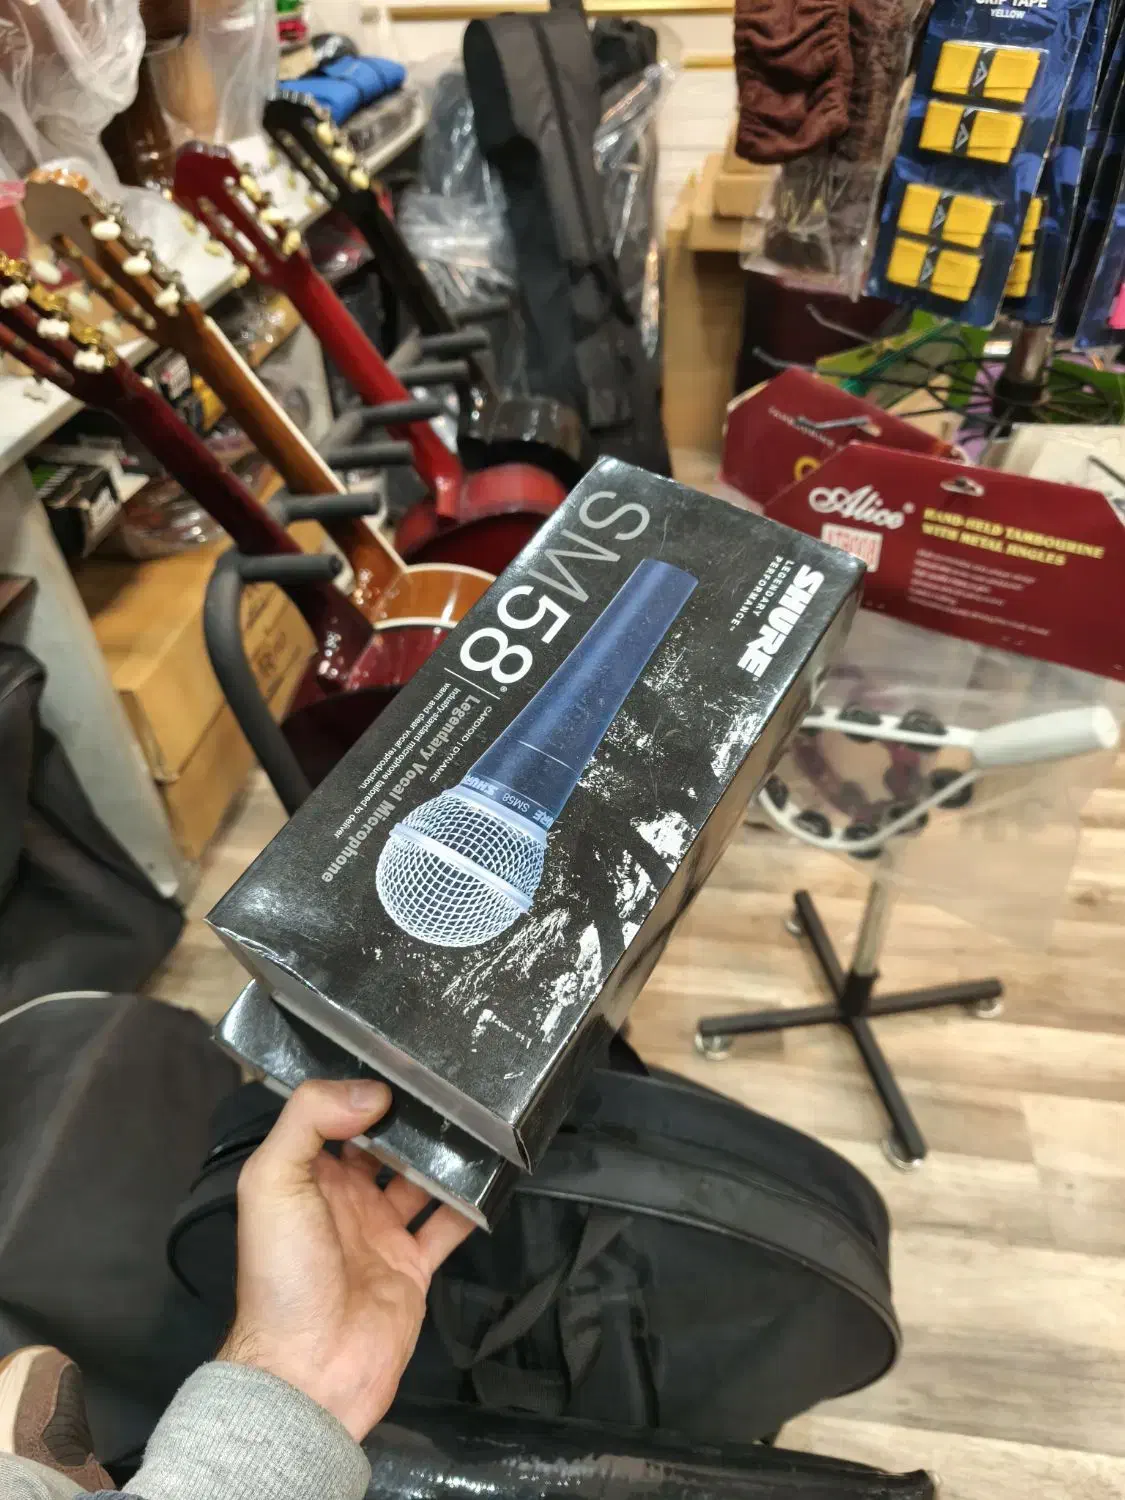 GRIP TAPE
YELLOW
SM58®
CARDIOID | DYNAMIC
Legendary Vocal Microphone
Industry-standard microphone tailored to deliver
warm and clear vocal reproduction.
SHURE
LEGENDARY
PERFORMANCE™
SHURE
SM58
Alice®
HAND-HELD TAMBOURINE
WITH METAL JINGLES